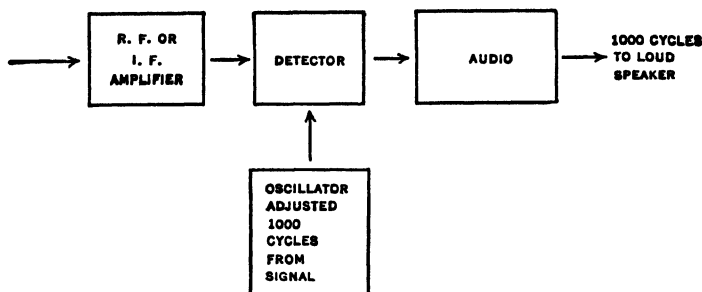 R. F. OR
I. F.
AMPLIFIER
DETECTOR
AUDIO
1000 CYCLES
TO LOUD
SPEAKER
OSCILLATOR
ADJUSTED
1000
CYCLES
FROM
SIGNAL